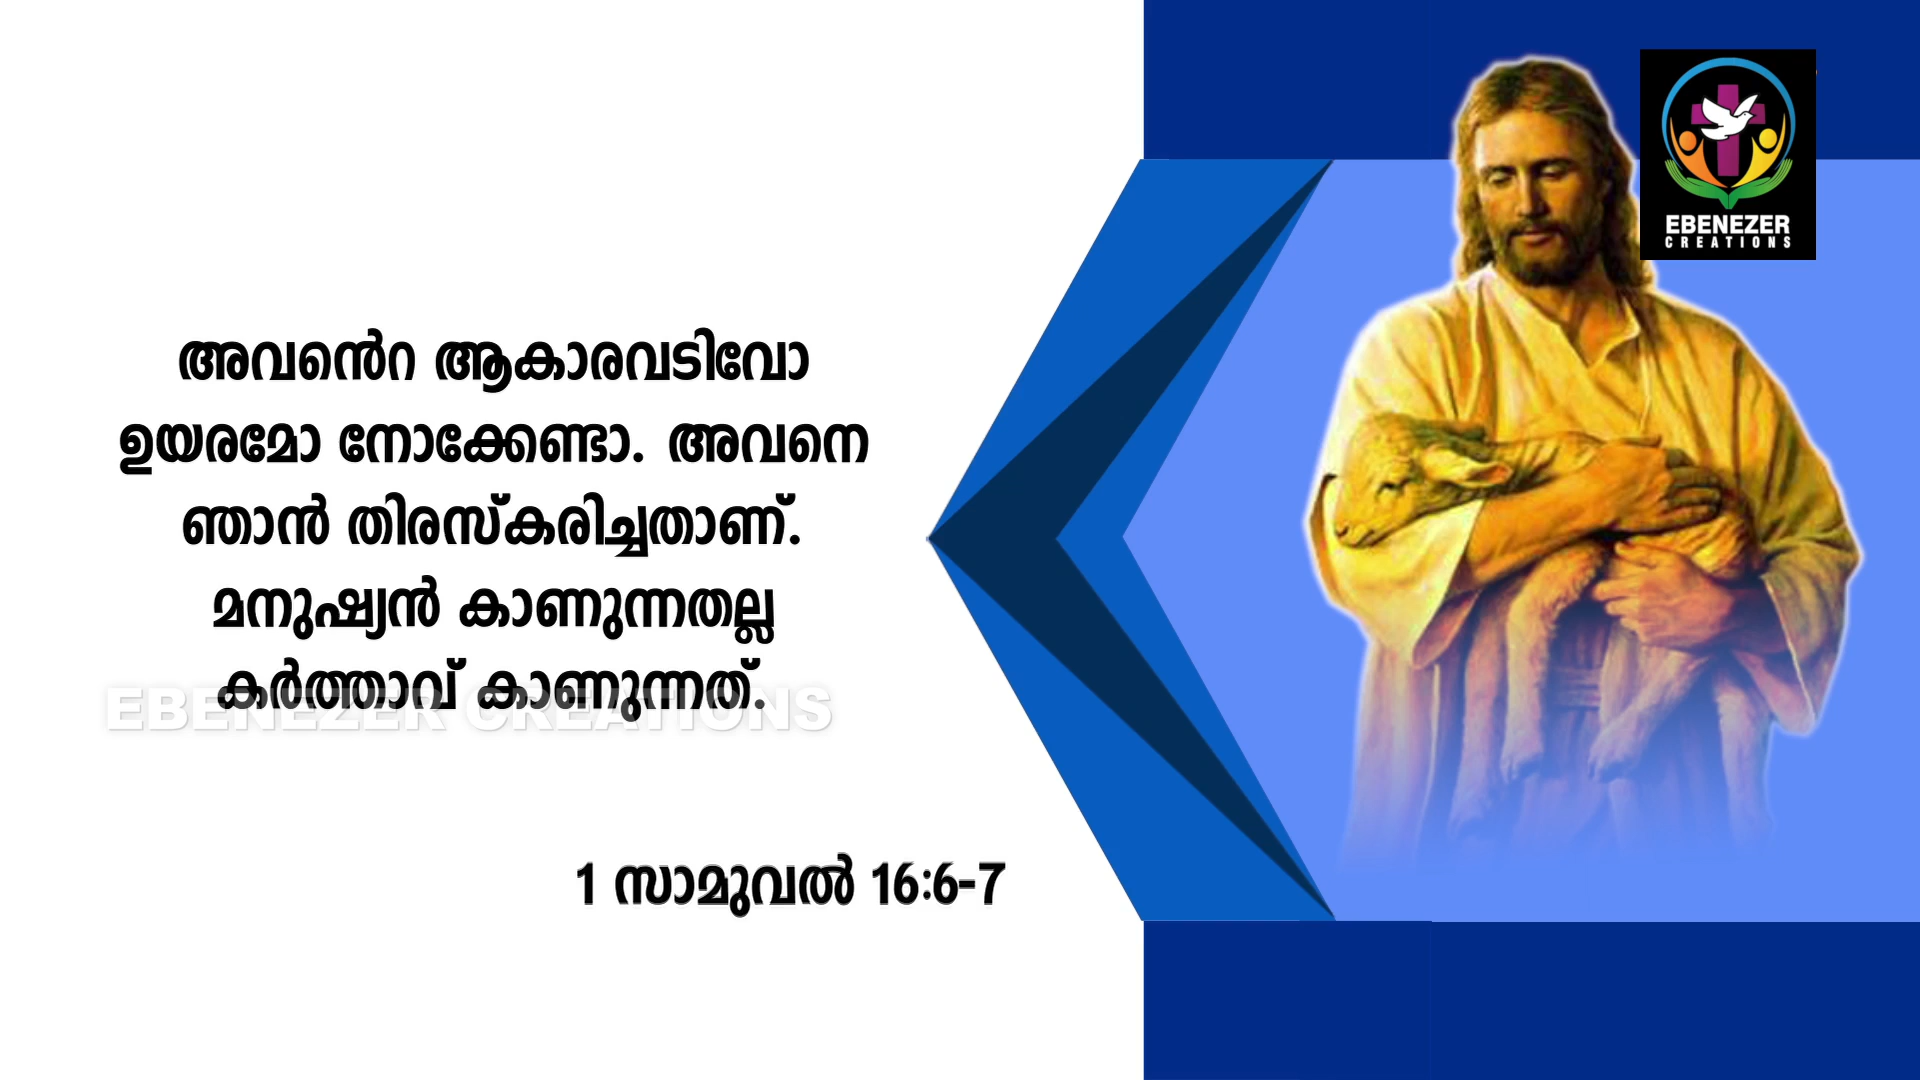 അവന്റെ ആകാരവടിവോ
ഉയരമോ നോക്കേണ്ടാ. അവനെ
ഞാൻ തിരസ്കരിച്ചതാണ്.
മനുഷ്യൻ കാണുന്നതല്ല
കർത്താവ് കാണുന്നത്.
EBENEZER CREATIONS
1 സാമുവൽ 16:6-7
EBENEZER
CREATIONS